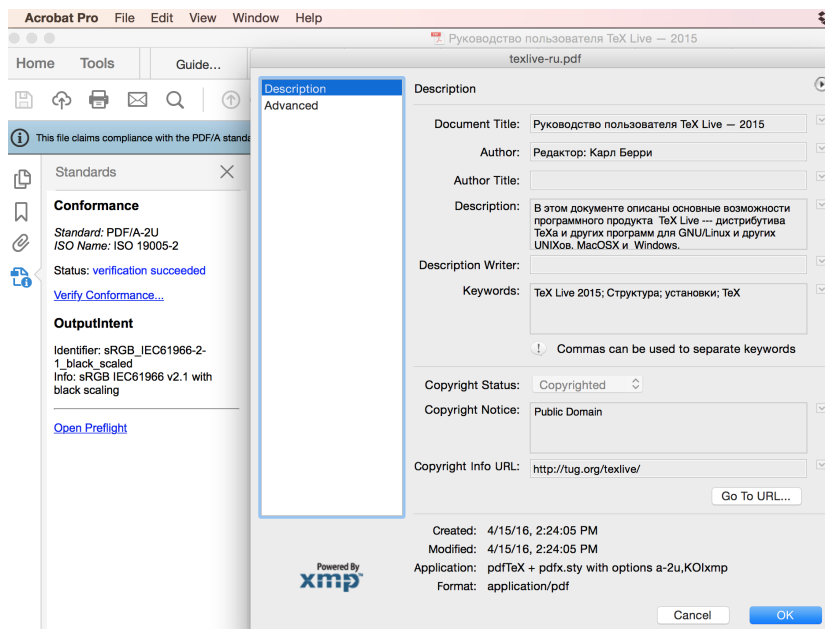 Acrobat Pro File Edit View Window Help
Руководство пользователя TeX Live — 2015
Home Tools Guide...
texlive-ru.pdf
This file claims compliance with the PDF/A standa
Standards
Conformance
Standard: PDF/A-2U
ISO Name: ISO 19005-2
Status: verification succeeded
Verify Conformance...
OutputIntent
Identifier: sRGB_IEC61966-2-
1_black_scaled
Info: sRGB IEC61966 v2.1 with
black scaling
Open Preflight
Description
Advanced
Powered By
xmp
Description
Document Title: Руководство пользователя TeX Live — 2015
Author: Редактор: Карл Берри
Author Title:
Description: В этом документе описаны основные возможности
программного продукта TeX Live --- дистрибутива
TeXa и других программ для GNU/Linux и других
UNIXов. MacOSX и Windows.
Description Writer:
Keywords: TeX Live 2015; Структура; установки; TeX
! Commas can be used to separate keywords
Copyright Status: Copyrighted
Copyright Notice: Public Domain
Copyright Info URL: http://tug.org/texlive/
Go To URL...
Created: 4/15/16, 2:24:05 PM
Modified: 4/15/16, 2:24:05 PM
Application: pdfTeX + pdfx.sty with options a-2u,KOIxmp
Format: application/pdf
Cancel OK